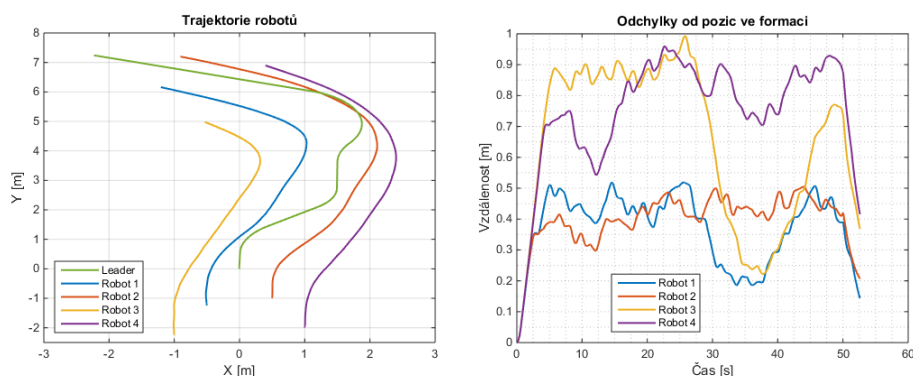 Trajektorie robotů
8
7
6
5
4
3
2
1
0
-1
-2
Y [m]
Leader
Robot 1
Robot 2
Robot 3
Robot 4
-3
-2
-1
0
1
2
3
X [m]
Odchylky od pozic ve formaci
1
0.9
0.8
0.7
0.6
0.5
0.4
0.3
0.2
0.1
0
Vzdálenost [m]
Robot 1
Robot 2
Robot 3
Robot 4
0
10
20
30
40
50
60
Čas [s]